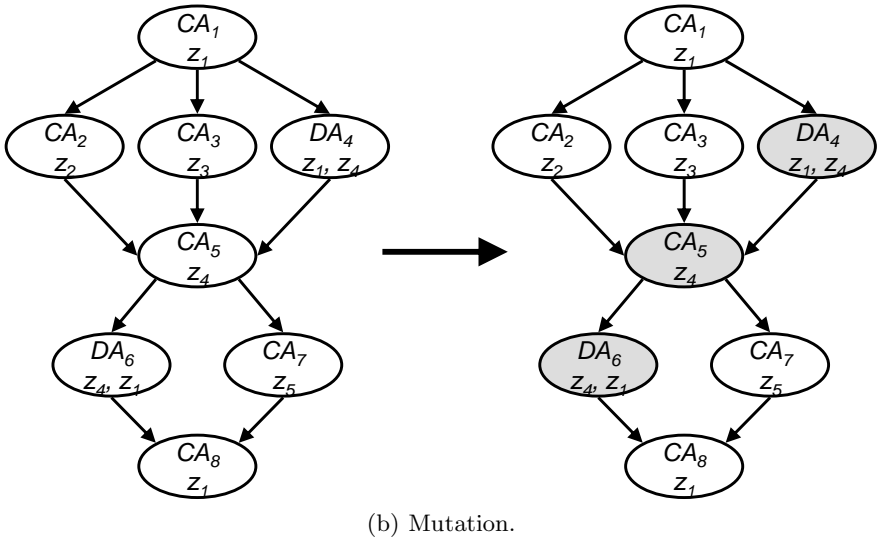 CA₁
z₁
CA₂
z₂
CA₃
z₃
DA₄
z₁, z₄
CA₅
z₄
DA₆
z₄, z₁
CA₇
z₅
CA₈
z₁
CA₁
z₁
CA₂
z₂
CA₃
z₃
DA₄
z₁, z₄
CA₅
z₄
DA₆
z₄, z₁
CA₇
z₅
CA₈
z₁
(b) Mutation.